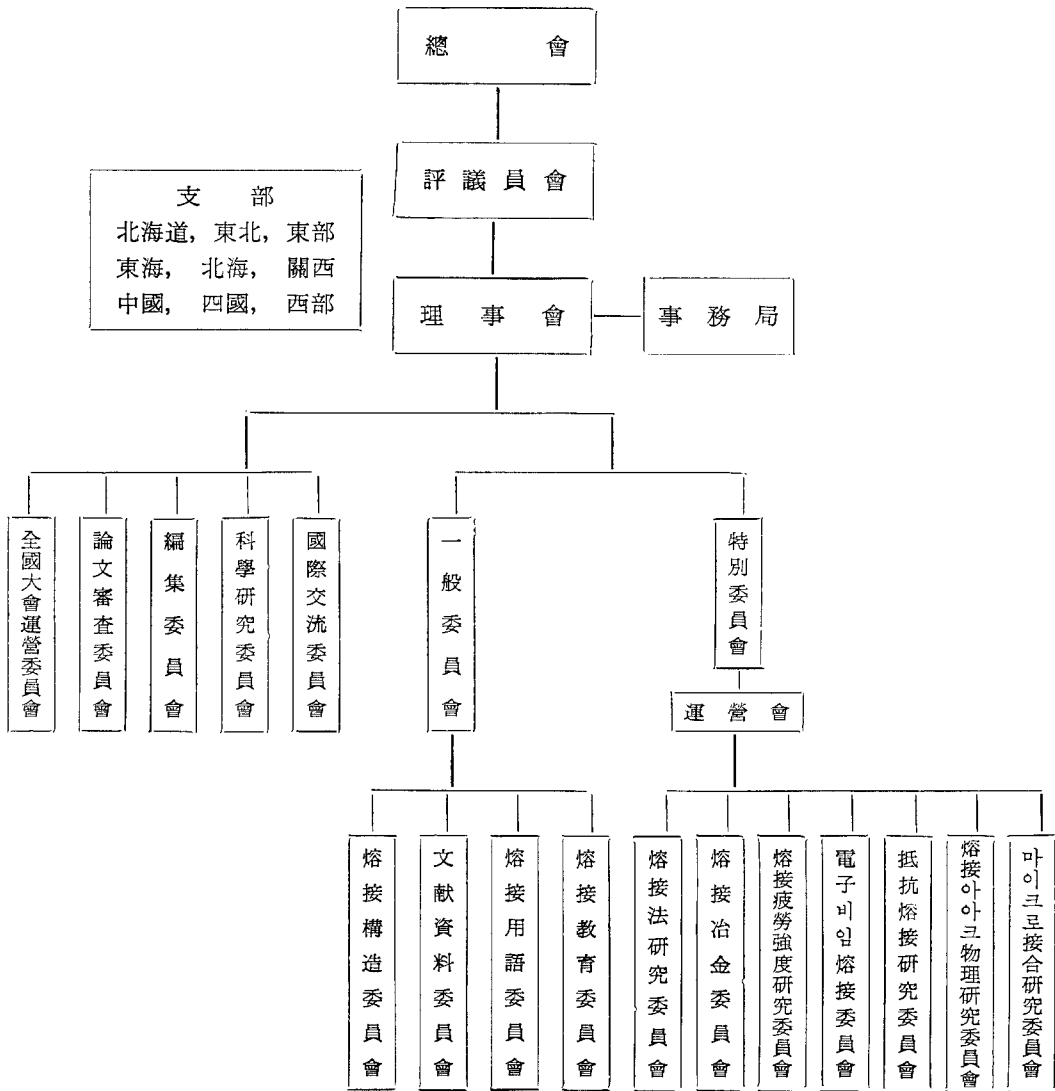 總會
評議員會
支部
北海道, 東北, 東部
東海, 北海, 關西
中國, 四國, 西部
理事會
事務局
全國大會運營委員會
論文審査委員會
編集委員會
科學研究委員會
國際交流委員會
一般委員會
特別委員會
運營會
熔接構造委員會
文献資料委員會
熔接用語委員會
熔接教育委員會
熔接法研究委員會
熔接冶金委員會
熔接疲勞強度研究委員會
電子비임熔接委員會
抵抗熔接研究委員會
熔接아아크物理研究委員會
마이크로接合研究委員會